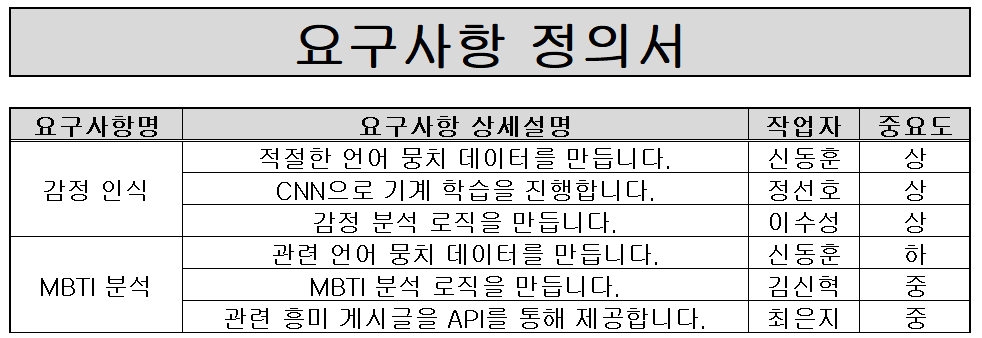 요구사항 정의서
요구사항명 요구사항 상세설명 작업자 중요도
감정 인식 적절한 언어 뭉치 데이터를 만듭니다. 신동훈 상
CNN으로 기계 학습을 진행합니다. 정선호 상
감정 분석 로직을 만듭니다. 이수성 상
MBTI 분석 관련 언어 뭉치 데이터를 만듭니다. 신동훈 하
MBTI 분석 로직을 만듭니다. 김신혁 중
관련 흥미 게시글을 API를 통해 제공합니다. 최은지 중